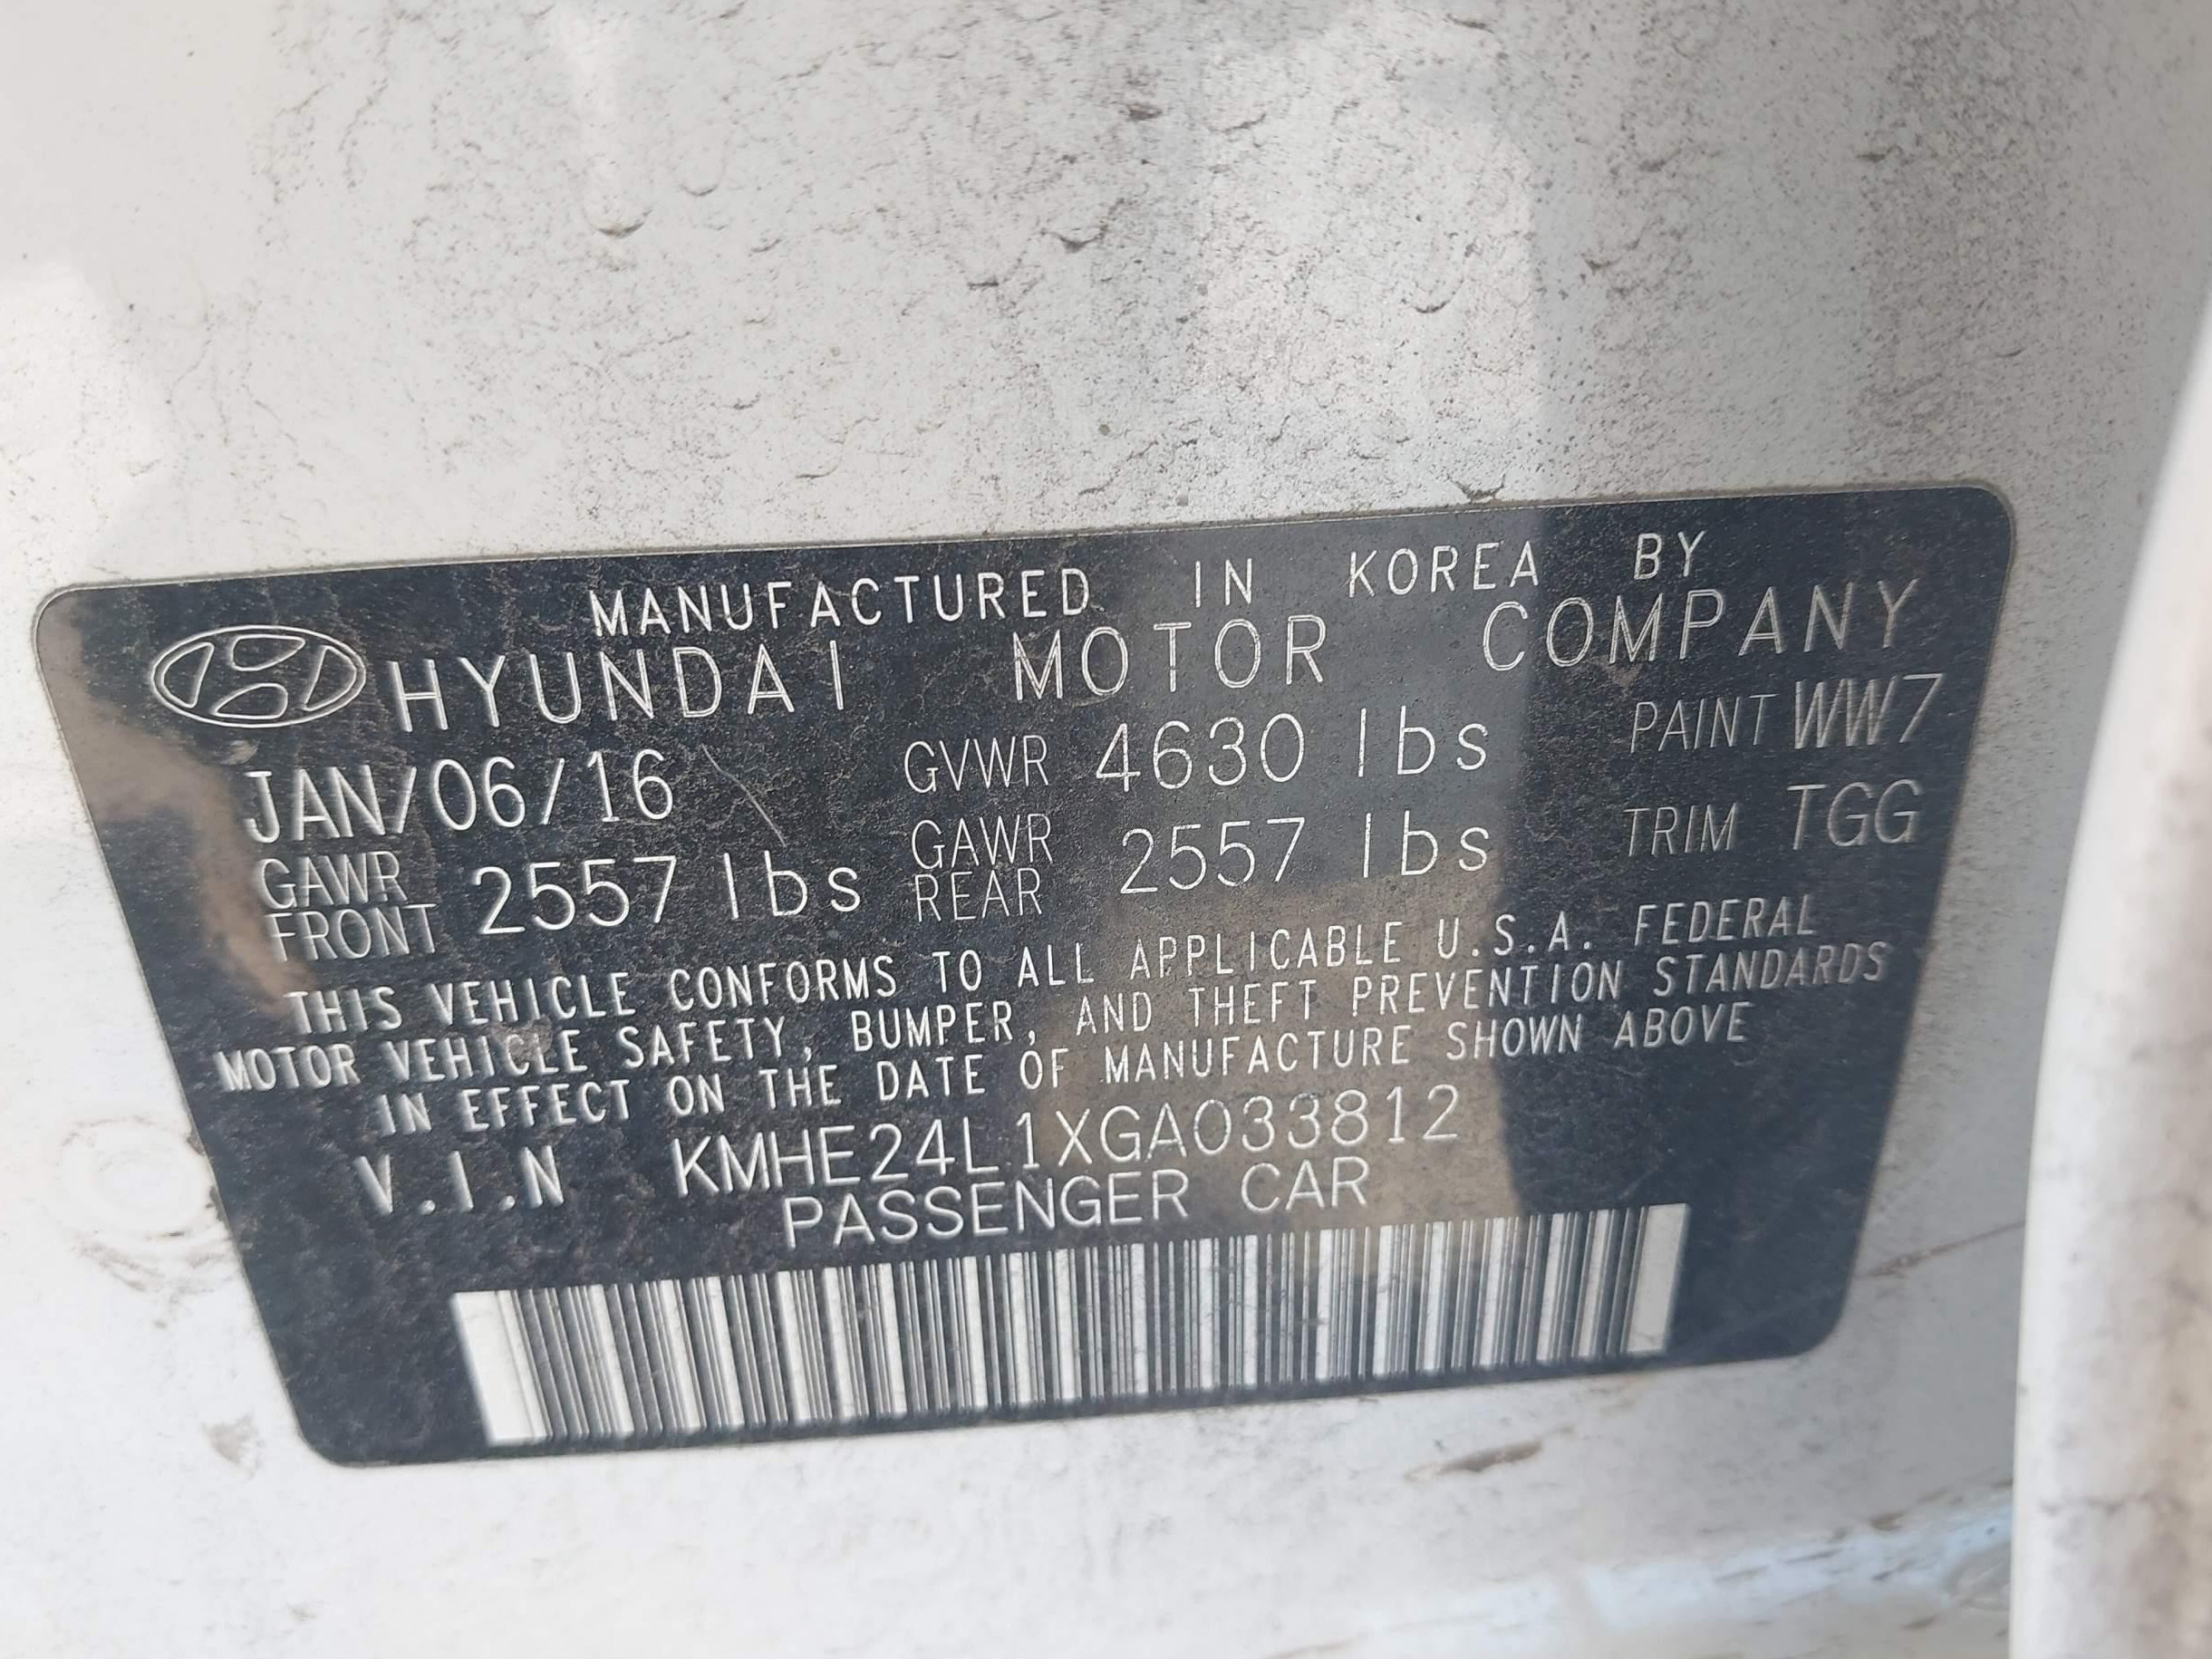 MANUFACTURED IN KOREA BY
HYUNDAI MOTOR COMPANY
JAN/06/16 GVWR 4630 lbs PAINT WW7
GAWR FRONT 2557 lbs GAWR REAR 2557 lbs TRIM TGG
THIS VEHICLE CONFORMS TO ALL APPLICABLE U.S.A. FEDERAL
MOTOR VEHICLE SAFETY, BUMPER, AND THEFT PREVENTION STANDARDS
IN EFFECT ON THE DATE OF MANUFACTURE SHOWN ABOVE
V.I.N KMHE24L1XGA033812
PASSENGER CAR